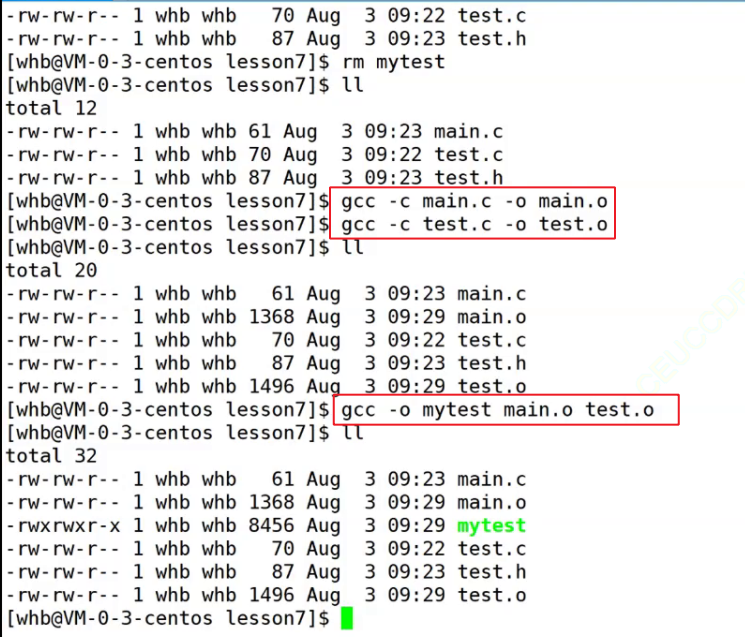 -rw-rw-r-- 1 whb whb   70 Aug  3 09:22 test.c
-rw-rw-r-- 1 whb whb   87 Aug  3 09:23 test.h
[whb@VM-0-3-centos lesson7]$ rm mytest
[whb@VM-0-3-centos lesson7]$ ll
total 12
-rw-rw-r-- 1 whb whb 61 Aug  3 09:23 main.c
-rw-rw-r-- 1 whb whb 70 Aug  3 09:22 test.c
-rw-rw-r-- 1 whb whb 87 Aug  3 09:23 test.h
[whb@VM-0-3-centos lesson7]$ gcc -c main.c -o main.o
[whb@VM-0-3-centos lesson7]$ gcc -c test.c -o test.o
[whb@VM-0-3-centos lesson7]$ ll
total 20
-rw-rw-r-- 1 whb whb   61 Aug  3 09:23 main.c
-rw-rw-r-- 1 whb whb 1368 Aug  3 09:29 main.o
-rw-rw-r-- 1 whb whb   70 Aug  3 09:22 test.c
-rw-rw-r-- 1 whb whb   87 Aug  3 09:23 test.h
-rw-rw-r-- 1 whb whb 1496 Aug  3 09:29 test.o
[whb@VM-0-3-centos lesson7]$ gcc -o mytest main.o test.o
[whb@VM-0-3-centos lesson7]$ ll
total 32
-rw-rw-r-- 1 whb whb   61 Aug  3 09:23 main.c
-rw-rw-r-- 1 whb whb 1368 Aug  3 09:29 main.o
-rwxrwxr-x 1 whb whb 8456 Aug  3 09:29 mytest
-rw-rw-r-- 1 whb whb   70 Aug  3 09:22 test.c
-rw-rw-r-- 1 whb whb   87 Aug  3 09:23 test.h
-rw-rw-r-- 1 whb whb 1496 Aug  3 09:29 test.o
[whb@VM-0-3-centos lesson7]$